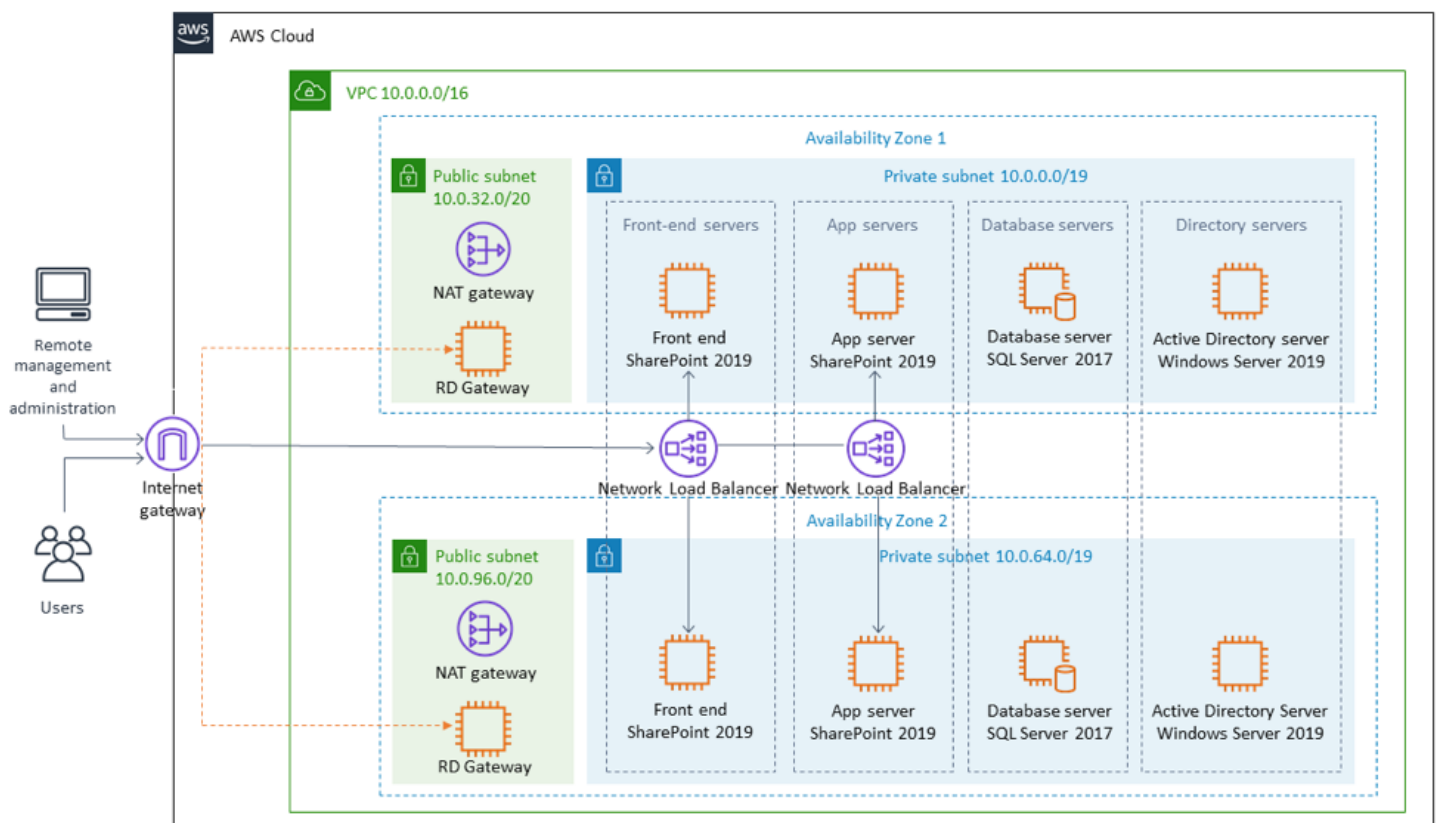 aws
AWS Cloud
VPC 10.0.0.0/16
Availability Zone 1
Public subnet
10.0.32.0/20
NAT gateway
RD Gateway
Private subnet 10.0.0.0/19
Front-end servers
App servers
Database servers
Directory servers
Front end
SharePoint 2019
App server
SharePoint 2019
Database server
SQL Server 2017
Active Directory server
Windows Server 2019
Remote
management
and
administration
Internet
gateway
Users
Network Load Balancer
Network Load Balancer
Availability Zone 2
Public subnet
10.0.96.0/20
NAT gateway
RD Gateway
Private subnet 10.0.64.0/19
Front end
SharePoint 2019
App server
SharePoint 2019
Database server
SQL Server 2017
Active Directory Server
Windows Server 2019